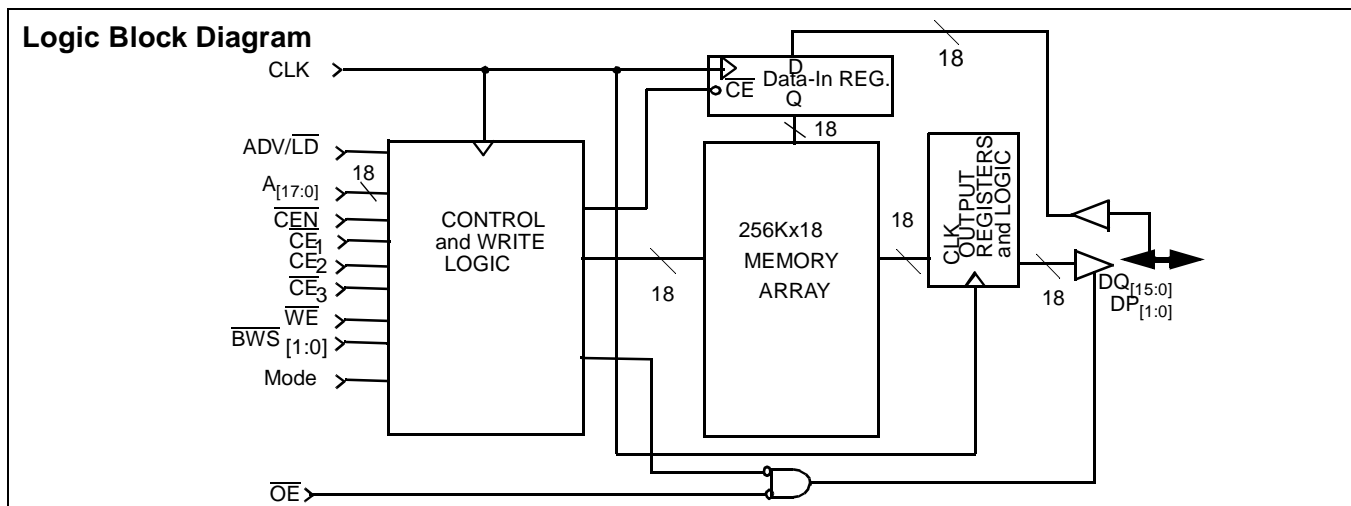 Logic Block Diagram
CLK
18
D
CE Data-In REG.
Q
18
ADV/LD
18
A[17:0]
CEN
CE1
CE2
CE3
WE
BWS [1:0]
Mode
CONTROL
and WRITE
LOGIC
18
256Kx18
MEMORY
ARRAY
18
CLK
OUTPUT
REGISTERS
and LOGIC
18
DQ[15:0]
DP[1:0]
OE